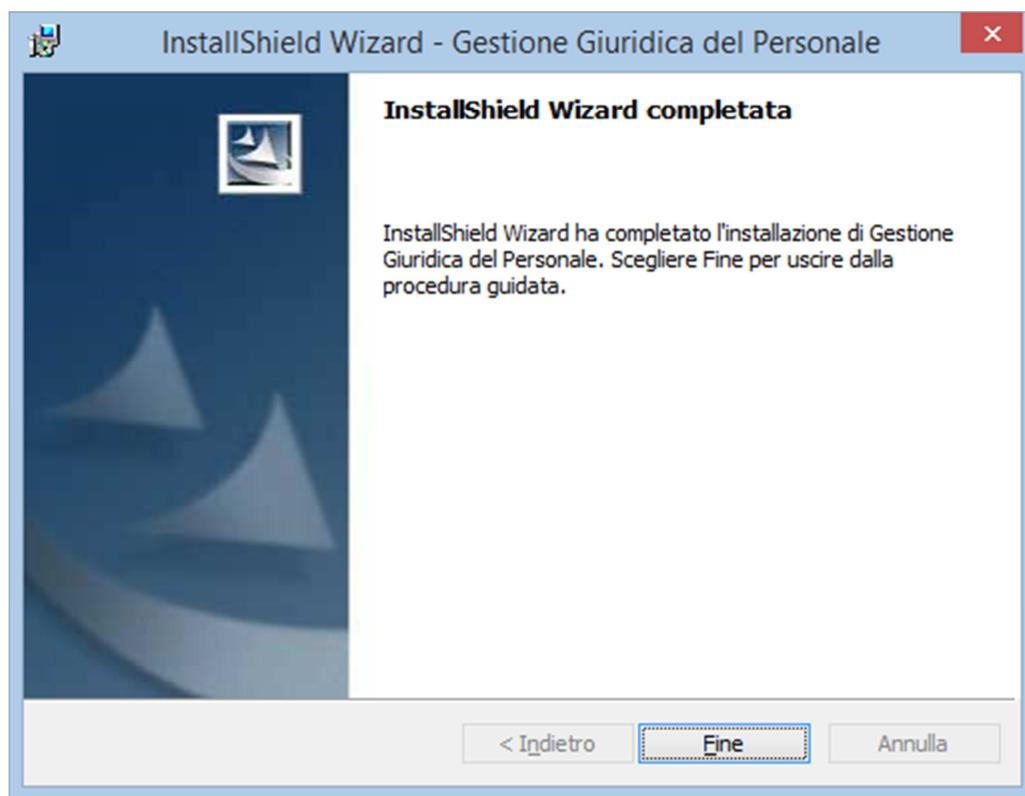 InstallShield Wizard - Gestione Giuridica del Personale
InstallShield Wizard completata
InstallShield Wizard ha completato l'installazione di Gestione
Giuridica del Personale. Scegliere Fine per uscire dalla
procedura guidata.
< Indietro
Fine
Annulla